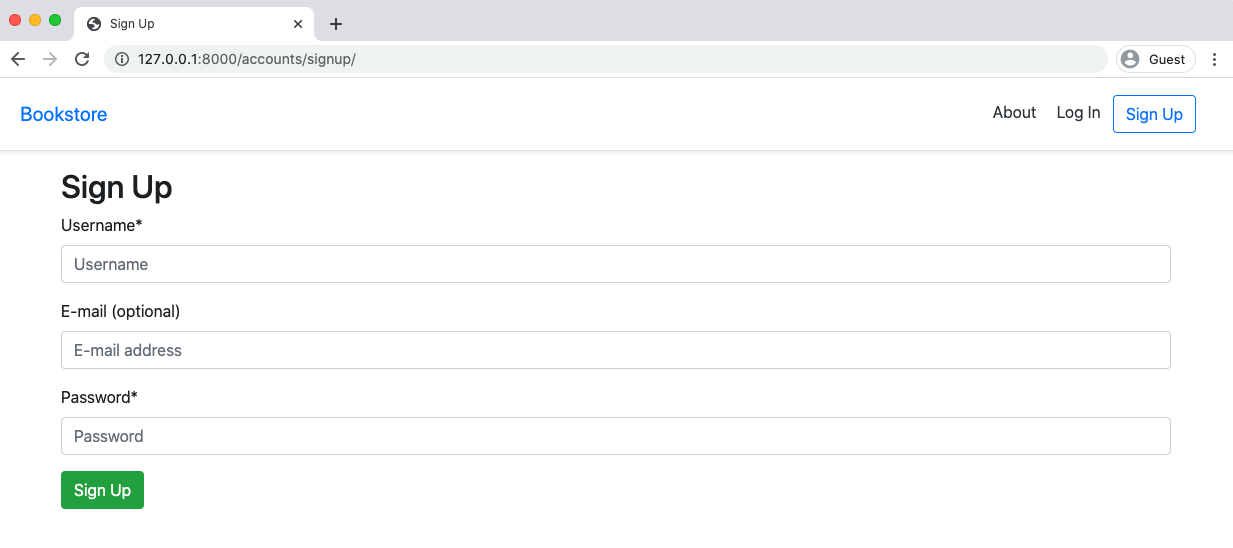 Sign Up
127.0.0.1:8000/accounts/signup/
Guest
Bookstore
About
Log In
Sign Up
Sign Up
Username*
Username
E-mail (optional)
E-mail address
Password*
Password
Sign Up